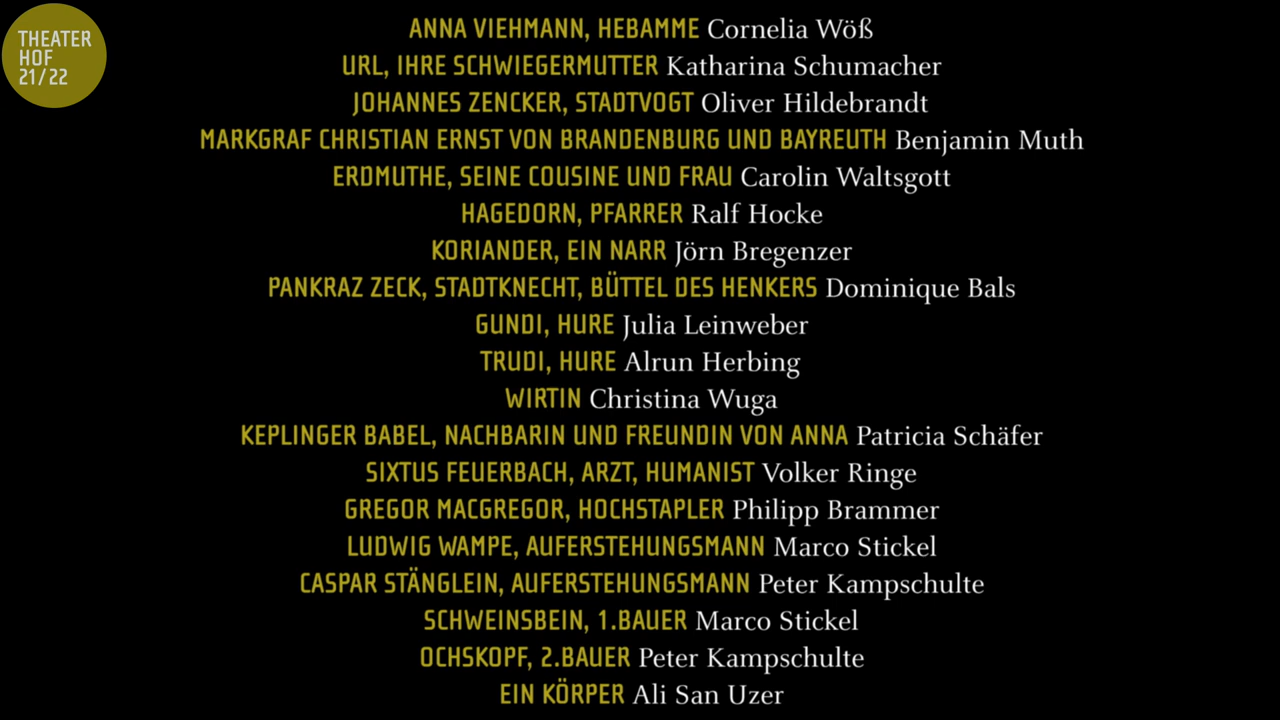 THEATER
HOF
21/22
ANNA VIEHMANN, HEBAMME Cornelia Wöß
URL, IHRE SCHWIEGERMUTTER Katharina Schumacher
JOHANNES ZENCKER, STADTVOGT Oliver Hildebrandt
MARKGRAF CHRISTIAN ERNST VON BRANDENBURG UND BAYREUTH Benjamin Muth
ERDMUTHE, SEINE COUSINE UND FRAU Carolin Waltsgott
HAGEDORN, PFARRER Ralf Hocke
KORIANDER, EIN NARR Jörn Bregenzer
PANKRAZ ZECK, STADTKNECHT, BÜTTEL DES HENKERS Dominique Bals
GUNDI, HURE Julia Leinweber
TRUDI, HURE Alrun Herbing
WIRTIN Christina Wuga
KEPLINGER BABEL, NACHBARIN UND FREUNDIN VON ANNA Patricia Schäfer
SIXTUS FEUERBACH, ARZT, HUMANIST Volker Ringe
GREGOR MACGREGOR, HOCHSTAPLER Philipp Brammer
LUDWIG WAMPE, AUFERSTEHUNGSMANN Marco Stickel
CASPAR STÄNGLEIN, AUFERSTEHUNGSMANN Peter Kampschulte
SCHWEINSBEIN, 1.BAUER Marco Stickel
OCHSKOPF, 2.BAUER Peter Kampschulte
EIN KÖRPER Ali San Uzer